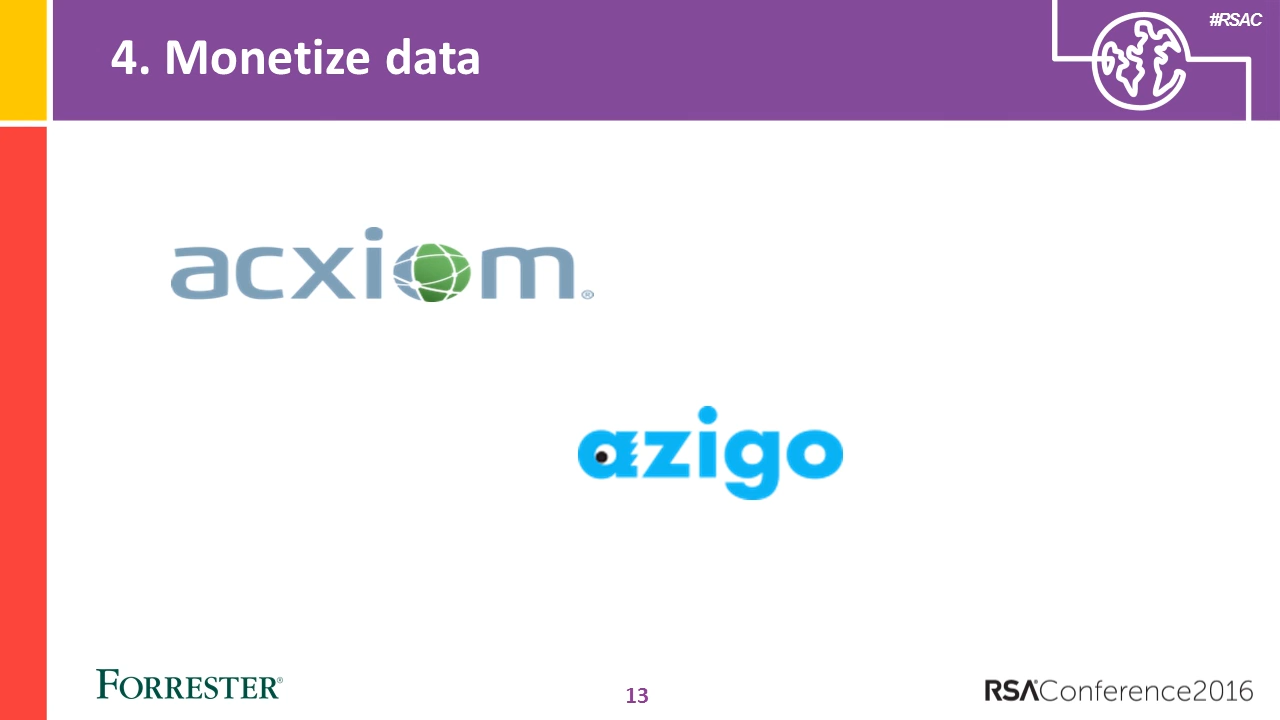 #RSAC
4. Monetize data
acxiom®
azigo
FORRESTER®
13
RSAConference2016